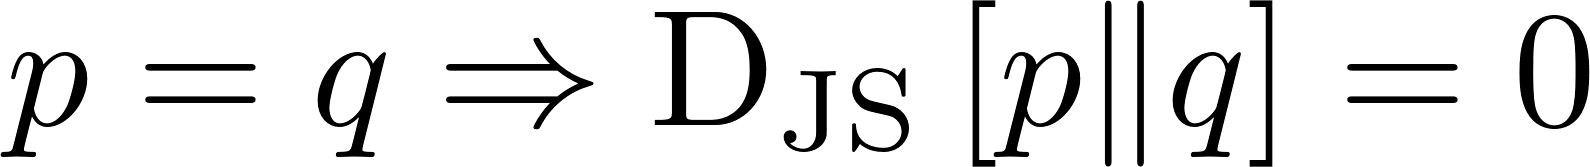 p = q ⇒ D_JS [p||q] = 0